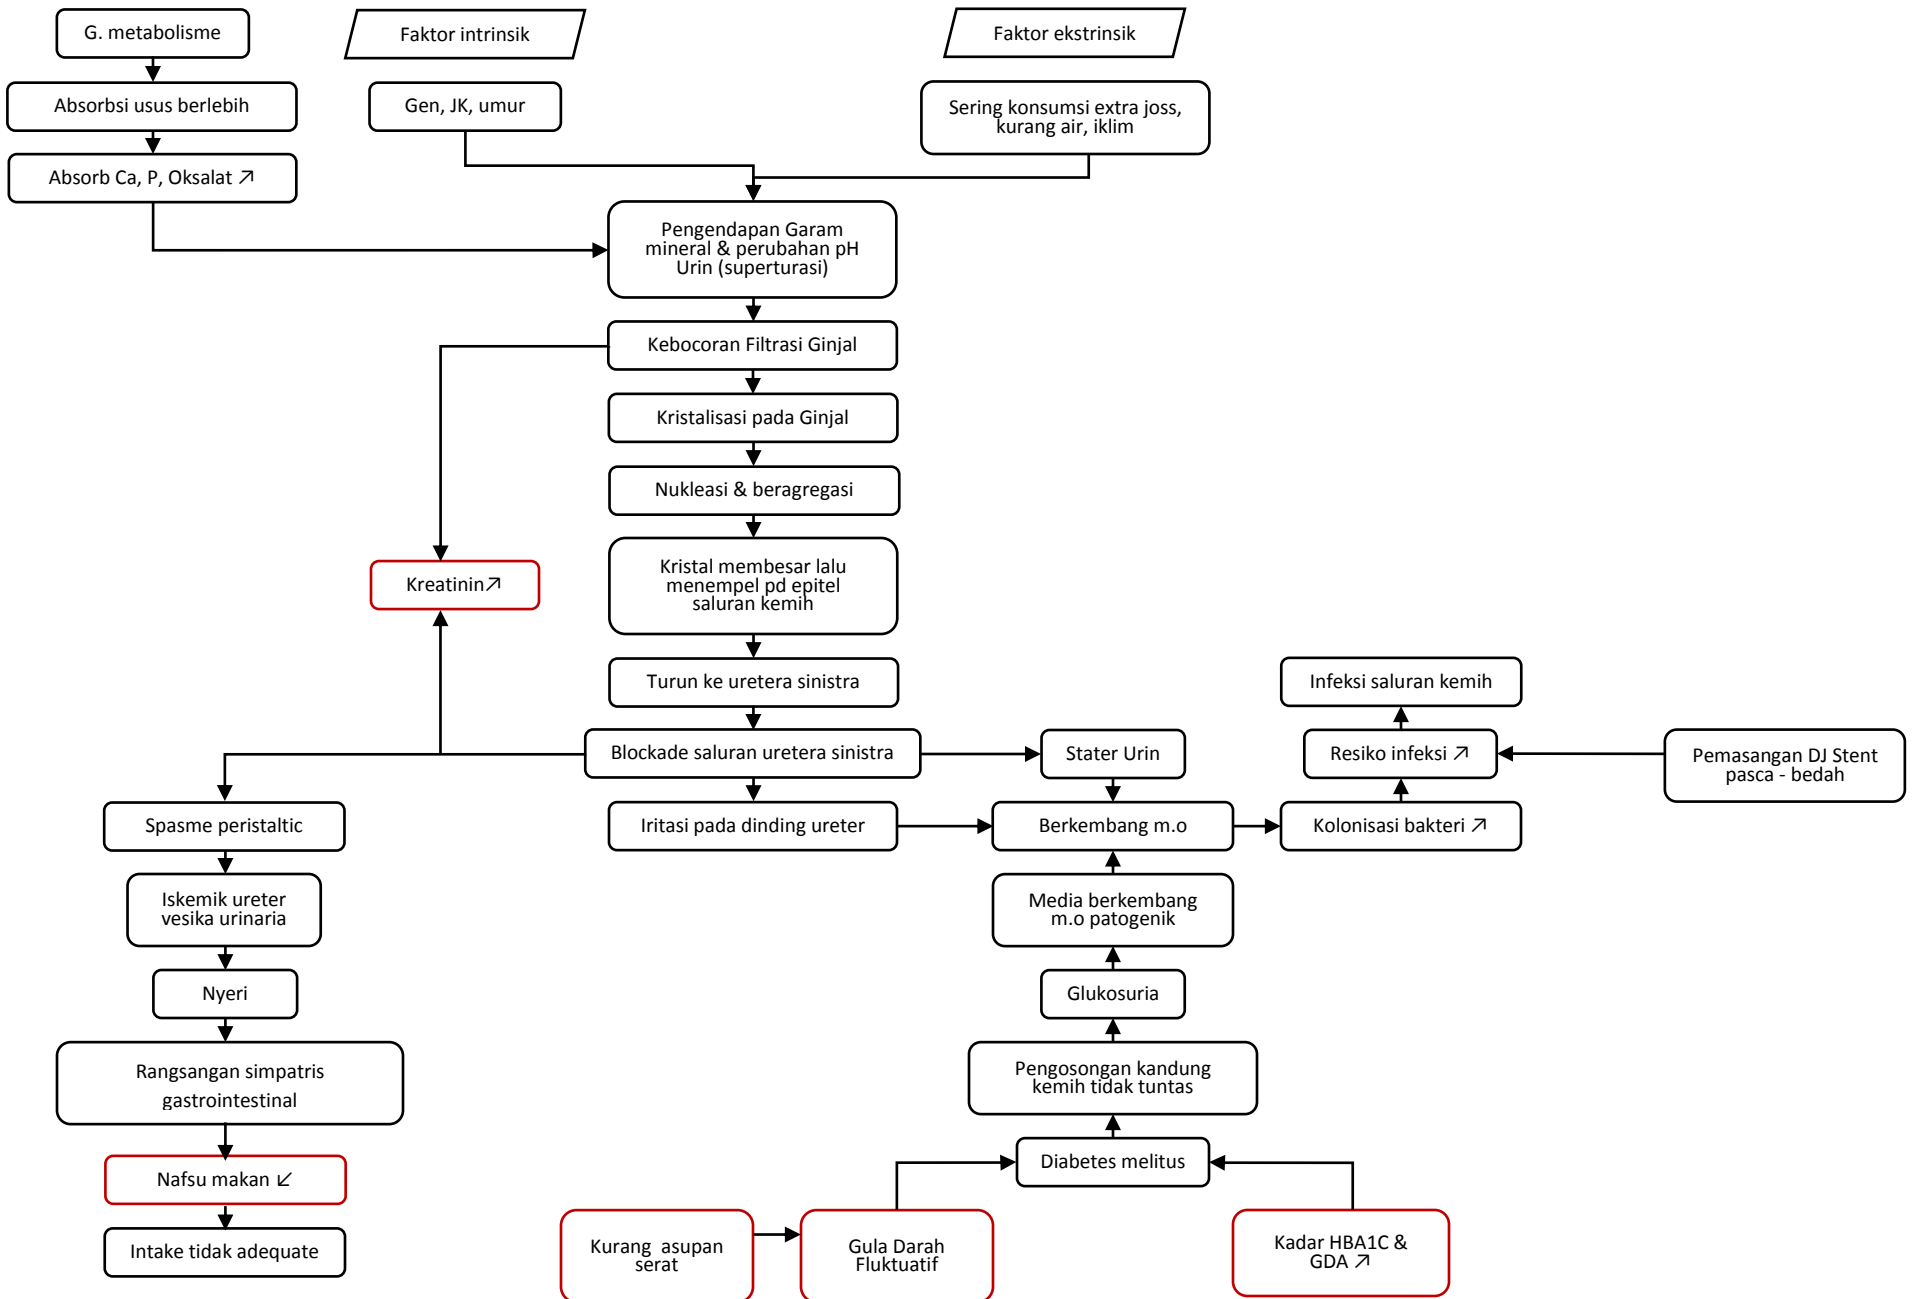 G. metabolisme
Faktor intrinsik
Faktor ekstrinsik
Absorbsi usus berlebih
Gen, JK, umur
Sering konsumsi extra joss,
kurang air, iklim
Absorb Ca, P, Oksalat ↗
Pengendapan Garam
mineral & perubahan pH
Urin (superturasi)
Kebocoran Filtrasi Ginjal
Kristalisasi pada Ginjal
Nukleasi & beragregasi
Kreatinin↗
Kristal membesar lalu
menempel pd epitel
saluran kemih
Turun ke uretera sinistra
Infeksi saluran kemih
Blockade saluran uretera sinistra
Stater Urin
Resiko infeksi ↗
Pemasangan DJ Stent
pasca - bedah
Spasme peristaltic
Iritasi pada dinding ureter
Berkembang m.o
Kolonisasi bakteri ↗
Iskemik ureter
vesika urinaria
Media berkembang
m.o patogenik
Nyeri
Glukosuria
Rangsangan simpatris
gastrointestinal
Pengosongan kandung
kemih tidak tuntas
Nafsu makan ↙
Diabetes melitus
Intake tidak adequate
Kurang asupan
serat
Gula Darah
Fluktuatif
Kadar HBA1C &
GDA ↗